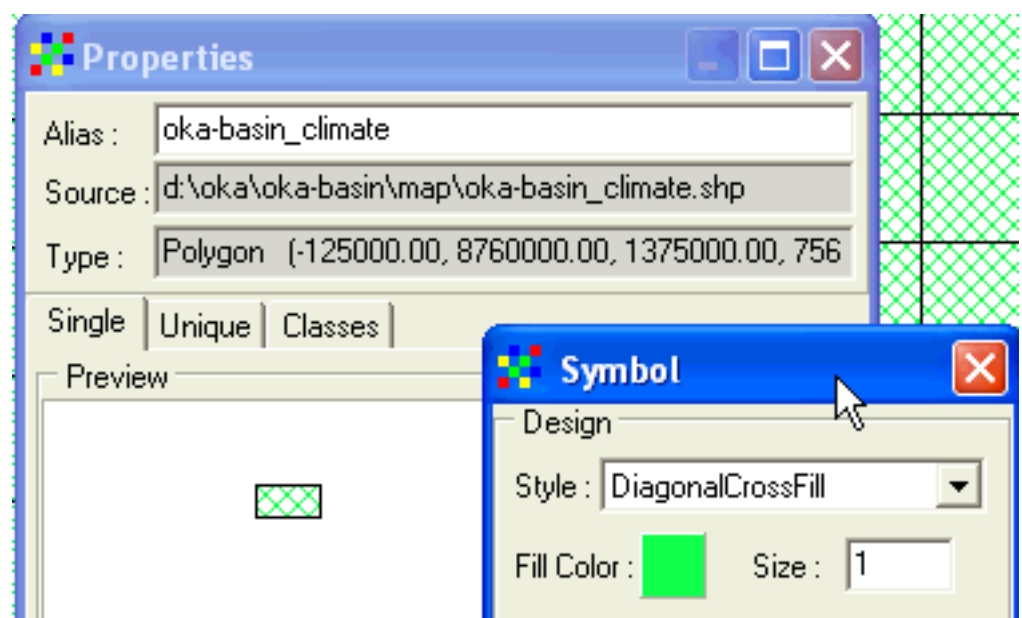 Properties
Alias : oka-basin_climate
Source : d:\oka\oka-basin\map\oka-basin_climate.shp
Type : Polygon (-125000.00, 8760000.00, 1375000.00, 756
Single Unique Classes
Preview
Symbol
Design
Style : DiagonalCrossFill
Fill Color : Size : 1